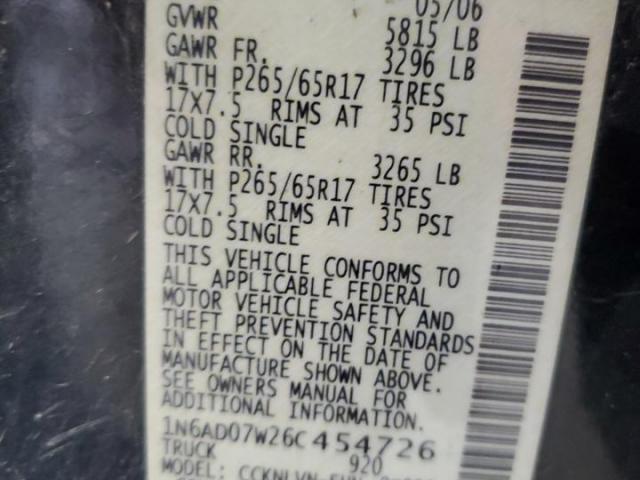 05/06
GVWR 5815 LB
GAWR FR. 3296 LB
WITH P265/65R17 TIRES
17X7.5 RIMS AT 35 PSI
COLD SINGLE
GAWR RR. 3265 LB
WITH P265/65R17 TIRES
17X7.5 RIMS AT 35 PSI
COLD SINGLE
THIS VEHICLE CONFORMS TO
ALL APPLICABLE FEDERAL
MOTOR VEHICLE SAFETY AND
THEFT PREVENTION STANDARDS
IN EFFECT ON THE DATE OF
MANUFACTURE SHOWN ABOVE.
SEE OWNERS MANUAL FOR
ADDITIONAL INFORMATION.
1N6AD07W26C454726
TRUCK 920
MODEL: